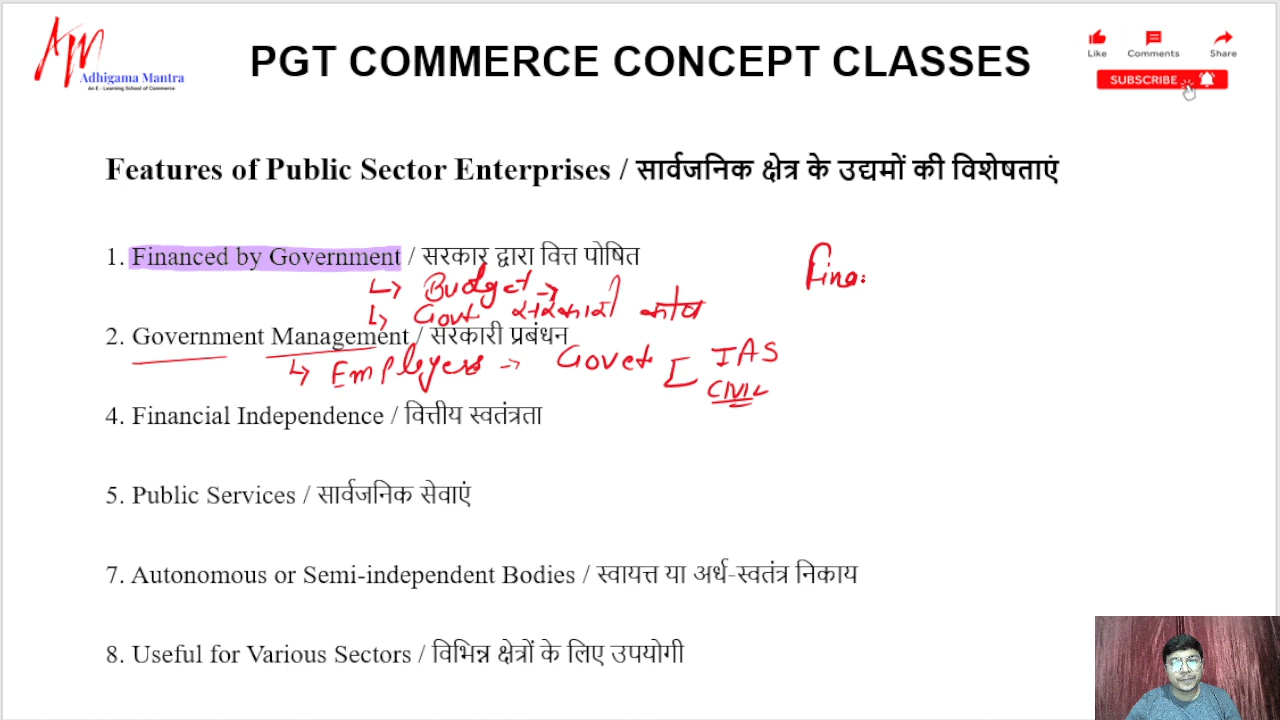 Adhigama Mantra
An E - Learning School of Commerce
PGT COMMERCE CONCEPT CLASSES
Like Comments Share
SUBSCRIBE
Features of Public Sector Enterprises / सार्वजनिक क्षेत्र के उद्यमों की विशेषताएं
1. Financed by Government / सरकार द्वारा वित्त पोषित
Budget
Govt सरकारी कोष
Fina
2. Government Management / सरकारी प्रबंधन
Employees Govet IAS
CIVIL
4. Financial Independence / वित्तीय स्वतंत्रता
5. Public Services / सार्वजनिक सेवाएं
7. Autonomous or Semi-independent Bodies / स्वायत्त या अर्ध-स्वतंत्र निकाय
8. Useful for Various Sectors / विभिन्न क्षेत्रों के लिए उपयोगी